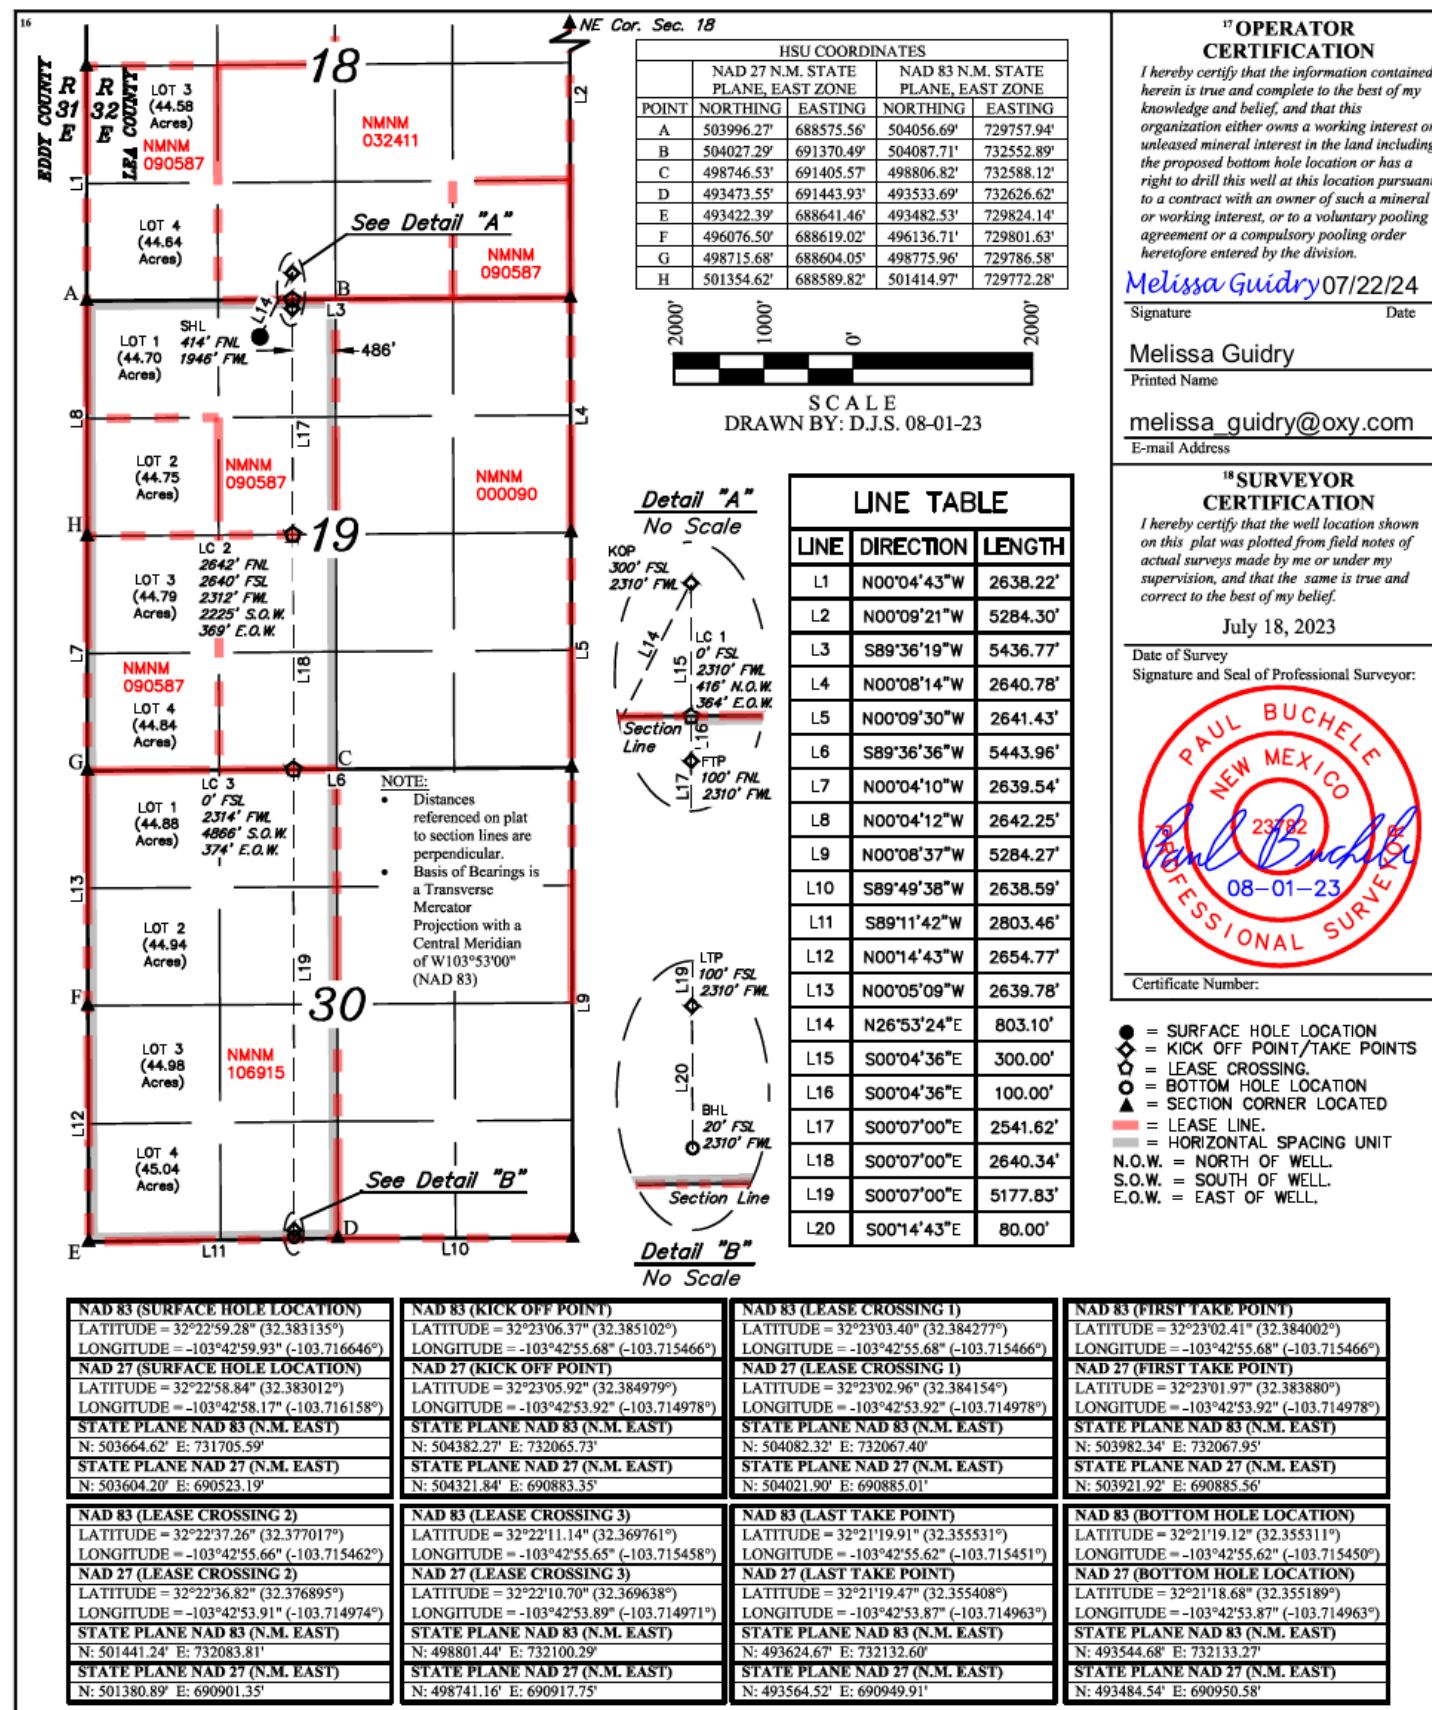 16
NE Cor. Sec. 18
EDDY COUNTY
R 31 E
R 32 E
LEA COUNTY
18
LOT 3
(44.58
Acres)
NMNM
090587
NMNM
032411
L1
L2
LOT 4
(44.64
Acres)
See Detail "A"
NMNM
090587
A
B
L14
L3
SHL
414' FNL
1946' FWL
486'
LOT 1
(44.70
Acres)
L8
L17
L4
LOT 2
(44.75
Acres)
NMNM
090587
NMNM
000090
H
19
LC 2
2642' FNL
2640' FSL
2312' FWL
2225' S.O.W.
369' E.O.W.
LOT 3
(44.79
Acres)
L7
L18
L5
NMNM
090587
LOT 4
(44.84
Acres)
G
C
LC 3
0' FSL
2314' FWL
4866' S.O.W.
374' E.O.W.
L6
LOT 1
(44.88
Acres)
NOTE:
• Distances
referenced on plat
to section lines are
perpendicular.
• Basis of Bearings is
a Transverse
Mercator
Projection with a
Central Meridian
of W103°53'00"
(NAD 83)
L13
LOT 2
(44.94
Acres)
L19
F
30
L9
LOT 3
(44.98
Acres)
NMNM
106915
L12
LOT 4
(45.04
Acres)
See Detail "B"
E
D
L11
L10
HSU COORDINATES
NAD 27 N.M. STATE PLANE, EAST ZONE NAD 83 N.M. STATE PLANE, EAST ZONE
POINT NORTHING EASTING NORTHING EASTING
A 503996.27' 688575.56' 504056.69' 729757.94'
B 504027.29' 691370.49' 504087.71' 732552.89'
C 498746.53' 691405.57' 498806.82' 732588.12'
D 493473.55' 691443.93' 493533.69' 732626.62'
E 493422.39' 688641.46' 493482.53' 729824.14'
F 496076.50' 688619.02' 496136.71' 729801.63'
G 498715.68' 688604.05' 498775.96' 729786.58'
H 501354.62' 688589.82' 501414.97' 729772.28'
2000' 1000' 0' 2000'
SCALE
DRAWN BY: D.J.S. 08-01-23
Detail "A"
No Scale
KOP
300' FSL
2310' FWL
L14
L15
LC 1
0' FSL
2310' FWL
416' N.O.W.
364' E.O.W.
Section
Line
L16
FTP
100' FNL
2310' FWL
L17
LTP
100' FSL
2310' FWL
L19
L20
BHL
20' FSL
2310' FWL
Section Line
Detail "B"
No Scale
LINE TABLE
LINE DIRECTION LENGTH
L1 N00°04'43"W 2638.22'
L2 N00°09'21"W 5284.30'
L3 S89°36'19"W 5436.77'
L4 N00°08'14"W 2640.78'
L5 N00°09'30"W 2641.43'
L6 S89°36'36"W 5443.96'
L7 N00°04'10"W 2639.54'
L8 N00°04'12"W 2642.25'
L9 N00°08'37"W 5284.27'
L10 S89°49'38"W 2638.59'
L11 S89°11'42"W 2803.46'
L12 N00°14'43"W 2654.77'
L13 N00°05'09"W 2639.78'
L14 N26°53'24"E 803.10'
L15 S00°04'36"E 300.00'
L16 S00°04'36"E 100.00'
L17 S00°07'00"E 2541.62'
L18 S00°07'00"E 2640.34'
L19 S00°07'00"E 5177.83'
L20 S00°14'43"E 80.00'
17 OPERATOR
CERTIFICATION
I hereby certify that the information contained
herein is true and complete to the best of my
knowledge and belief, and that this
organization either owns a working interest or
unleased mineral interest in the land including
the proposed bottom hole location or has a
right to drill this well at this location pursuant
to a contract with an owner of such a mineral
or working interest, or to a voluntary pooling
agreement or a compulsory pooling order
heretofore entered by the division.
Melissa Guidry 07/22/24
Signature Date
Melissa Guidry
Printed Name
melissa_guidry@oxy.com
E-mail Address
18 SURVEYOR
CERTIFICATION
I hereby certify that the well location shown
on this plat was plotted from field notes of
actual surveys made by me or under my
supervision, and that the same is true and
correct to the best of my belief.
July 18, 2023
Date of Survey
Signature and Seal of Professional Surveyor:
PAUL BUCHELE
NEW MEXICO
23782
Paul Buchele
08-01-23
PROFESSIONAL SURVEYOR
Certificate Number:
= SURFACE HOLE LOCATION
= KICK OFF POINT/TAKE POINTS
= LEASE CROSSING.
= BOTTOM HOLE LOCATION
= SECTION CORNER LOCATED
= LEASE LINE.
= HORIZONTAL SPACING UNIT
N.O.W. = NORTH OF WELL.
S.O.W. = SOUTH OF WELL.
E.O.W. = EAST OF WELL.
NAD 83 (SURFACE HOLE LOCATION)
LATITUDE = 32°22'59.28" (32.383135°)
LONGITUDE = -103°42'59.93" (-103.716646°)
NAD 27 (SURFACE HOLE LOCATION)
LATITUDE = 32°22'58.84" (32.383012°)
LONGITUDE = -103°42'58.17" (-103.716158°)
STATE PLANE NAD 83 (N.M. EAST)
N: 503664.62' E: 731705.59'
STATE PLANE NAD 27 (N.M. EAST)
N: 503604.20' E: 690523.19'
NAD 83 (KICK OFF POINT)
LATITUDE = 32°23'06.37" (32.385102°)
LONGITUDE = -103°42'55.68" (-103.715466°)
NAD 27 (KICK OFF POINT)
LATITUDE = 32°23'05.92" (32.384979°)
LONGITUDE = -103°42'53.92" (-103.714978°)
STATE PLANE NAD 83 (N.M. EAST)
N: 504382.27' E: 732065.73'
STATE PLANE NAD 27 (N.M. EAST)
N: 504321.84' E: 690883.35'
NAD 83 (LEASE CROSSING 1)
LATITUDE = 32°23'03.40" (32.384277°)
LONGITUDE = -103°42'55.68" (-103.715466°)
NAD 27 (LEASE CROSSING 1)
LATITUDE = 32°23'02.96" (32.384154°)
LONGITUDE = -103°42'53.92" (-103.714978°)
STATE PLANE NAD 83 (N.M. EAST)
N: 504082.32' E: 732067.40'
STATE PLANE NAD 27 (N.M. EAST)
N: 504021.90' E: 690885.01'
NAD 83 (FIRST TAKE POINT)
LATITUDE = 32°23'02.41" (32.384002°)
LONGITUDE = -103°42'55.68" (-103.715466°)
NAD 27 (FIRST TAKE POINT)
LATITUDE = 32°23'01.97" (32.383880°)
LONGITUDE = -103°42'53.92" (-103.714978°)
STATE PLANE NAD 83 (N.M. EAST)
N: 503982.34' E: 732067.95'
STATE PLANE NAD 27 (N.M. EAST)
N: 503921.92' E: 690885.56'
NAD 83 (LEASE CROSSING 2)
LATITUDE = 32°22'37.26" (32.377017°)
LONGITUDE = -103°42'55.66" (-103.715462°)
NAD 27 (LEASE CROSSING 2)
LATITUDE = 32°22'36.82" (32.376895°)
LONGITUDE = -103°42'53.91" (-103.714974°)
STATE PLANE NAD 83 (N.M. EAST)
N: 501441.24' E: 732083.81'
STATE PLANE NAD 27 (N.M. EAST)
N: 501380.89' E: 690901.35'
NAD 83 (LEASE CROSSING 3)
LATITUDE = 32°22'11.14" (32.369761°)
LONGITUDE = -103°42'55.65" (-103.715458°)
NAD 27 (LEASE CROSSING 3)
LATITUDE = 32°22'10.70" (32.369638°)
LONGITUDE = -103°42'53.89" (-103.714971°)
STATE PLANE NAD 83 (N.M. EAST)
N: 498801.44' E: 732100.29'
STATE PLANE NAD 27 (N.M. EAST)
N: 498741.16' E: 690917.75'
NAD 83 (LAST TAKE POINT)
LATITUDE = 32°21'19.91" (32.355531°)
LONGITUDE = -103°42'55.62" (-103.715451°)
NAD 27 (LAST TAKE POINT)
LATITUDE = 32°21'19.47" (32.355408°)
LONGITUDE = -103°42'53.87" (-103.714963°)
STATE PLANE NAD 83 (N.M. EAST)
N: 493624.67' E: 732132.60'
STATE PLANE NAD 27 (N.M. EAST)
N: 493564.52' E: 690949.91'
NAD 83 (BOTTOM HOLE LOCATION)
LATITUDE = 32°21'19.12" (32.355311°)
LONGITUDE = -103°42'55.62" (-103.715450°)
NAD 27 (BOTTOM HOLE LOCATION)
LATITUDE = 32°21'18.68" (32.355189°)
LONGITUDE = -103°42'53.87" (-103.714963°)
STATE PLANE NAD 83 (N.M. EAST)
N: 493544.68' E: 732133.27'
STATE PLANE NAD 27 (N.M. EAST)
N: 493484.54' E: 690950.58'